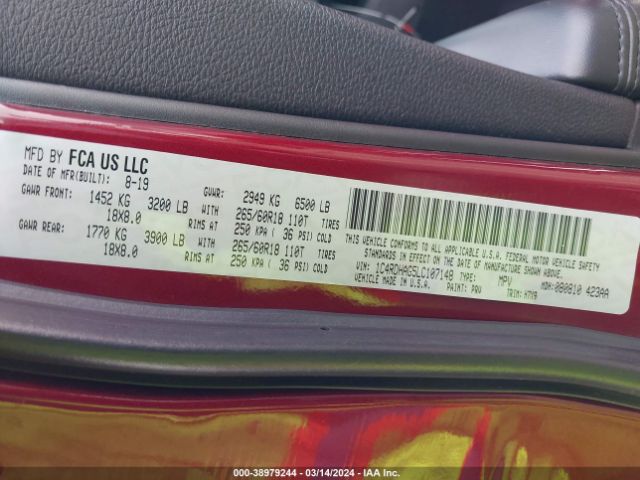 MFD BY FCA US LLC
DATE OF MFR(BUILT): 8-19 GVWR: 2949 KG 6500 LB
GAWR FRONT: 1452 KG 3200 LB WITH 265/60R18 110T TIRES
18X8.0 RIMS AT 250 KPA ( 36 PSI) COLD
GAWR REAR: 1770 KG 3900 LB WITH 265/60R18 110T TIRES
18X8.0 RIMS AT 250 KPA ( 36 PSI) COLD
THIS VEHICLE CONFORMS TO ALL APPLICABLE U.S.A. FEDERAL MOTOR VEHICLE SAFETY
STANDARDS IN EFFECT ON THE DATE OF MANUFACTURE SHOWN ABOVE.
VIN: 1C4RDHAG5LC107148 TYPE: MPV MDH: 080810 423AA
VEHICLE MADE IN U.S.A. PAINT: PRV TRIM:
000-38979244 - 03/14/2024 - IAA Inc.